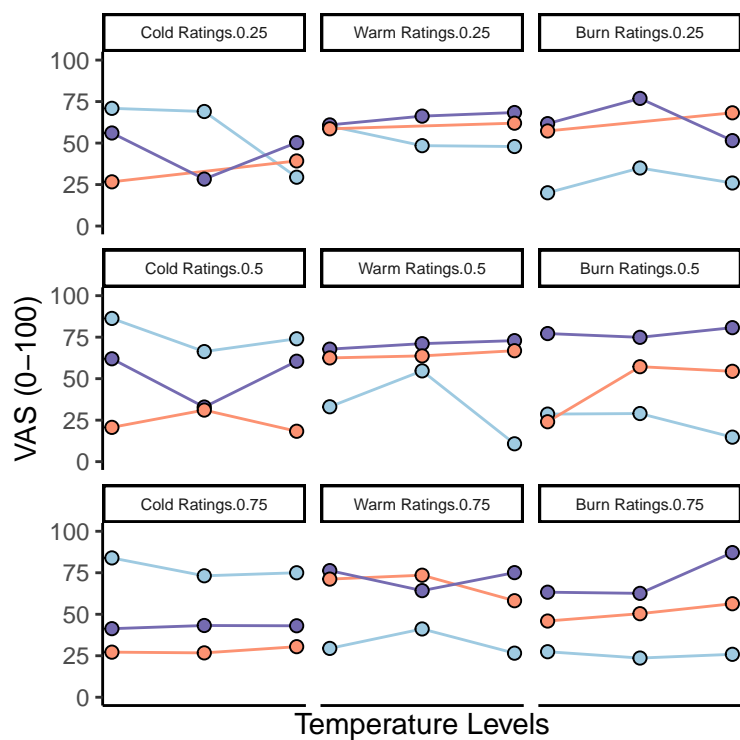 Cold Ratings.0.25
Warm Ratings.0.25
Burn Ratings.0.25
100
75
50
25
0
Cold Ratings.0.5
Warm Ratings.0.5
Burn Ratings.0.5
100
75
50
25
0
Cold Ratings.0.75
Warm Ratings.0.75
Burn Ratings.0.75
100
75
50
25
0
VAS (0−100)
Temperature Levels